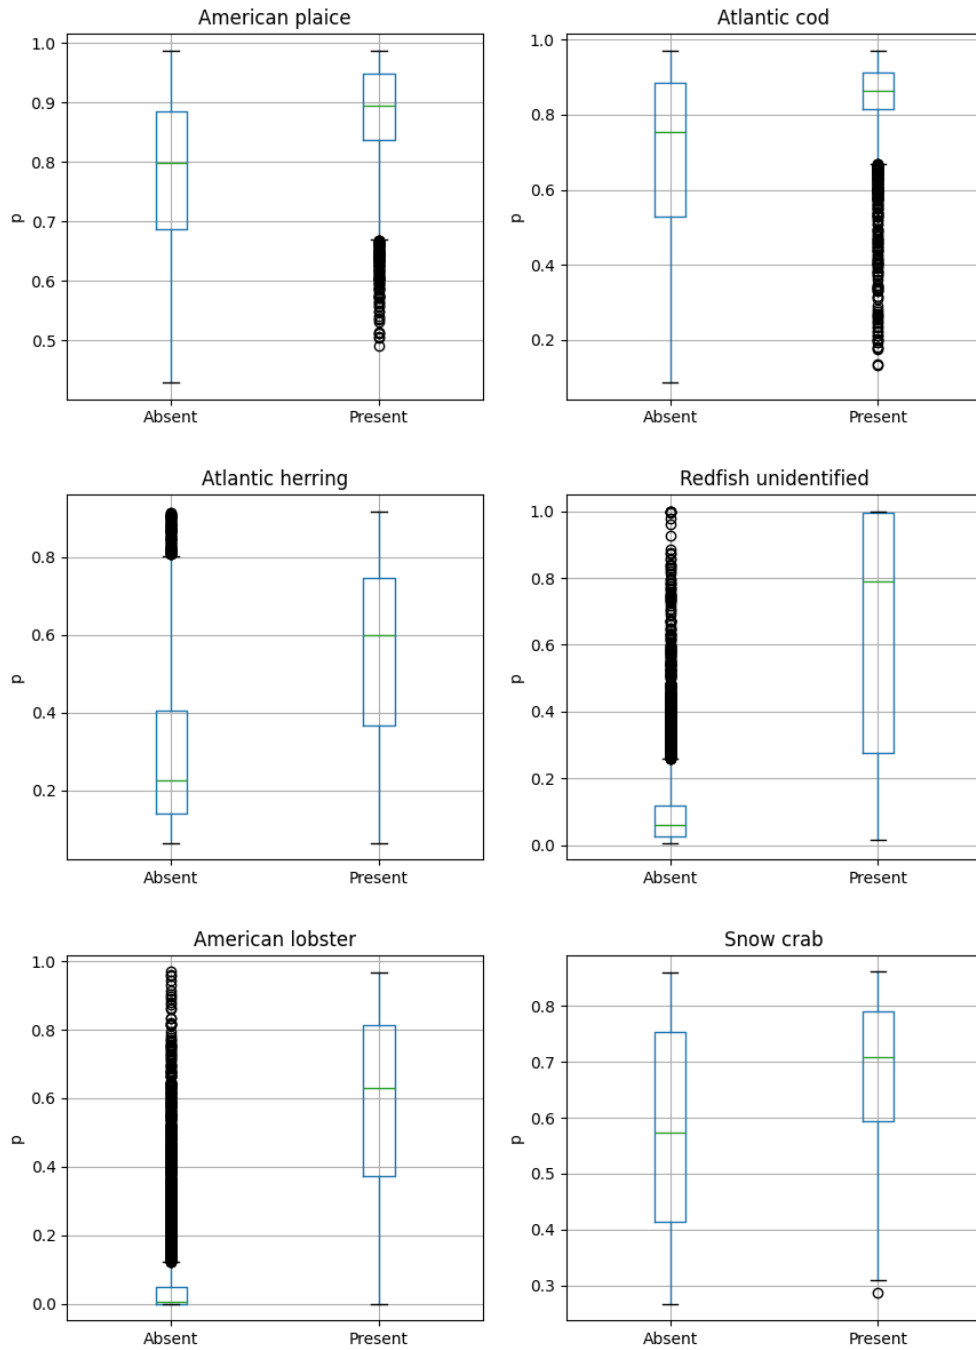 American plaice
1.0
0.9
0.8
0.7
0.6
0.5
p
Absent Present
Atlantic cod
1.0
0.8
0.6
0.4
0.2
p
Absent Present
Atlantic herring
0.8
0.6
0.4
0.2
p
Absent Present
Redfish unidentified
1.0
0.8
0.6
0.4
0.2
0.0
p
Absent Present
American lobster
1.0
0.8
0.6
0.4
0.2
0.0
p
Absent Present
Snow crab
0.8
0.7
0.6
0.5
0.4
0.3
p
Absent Present